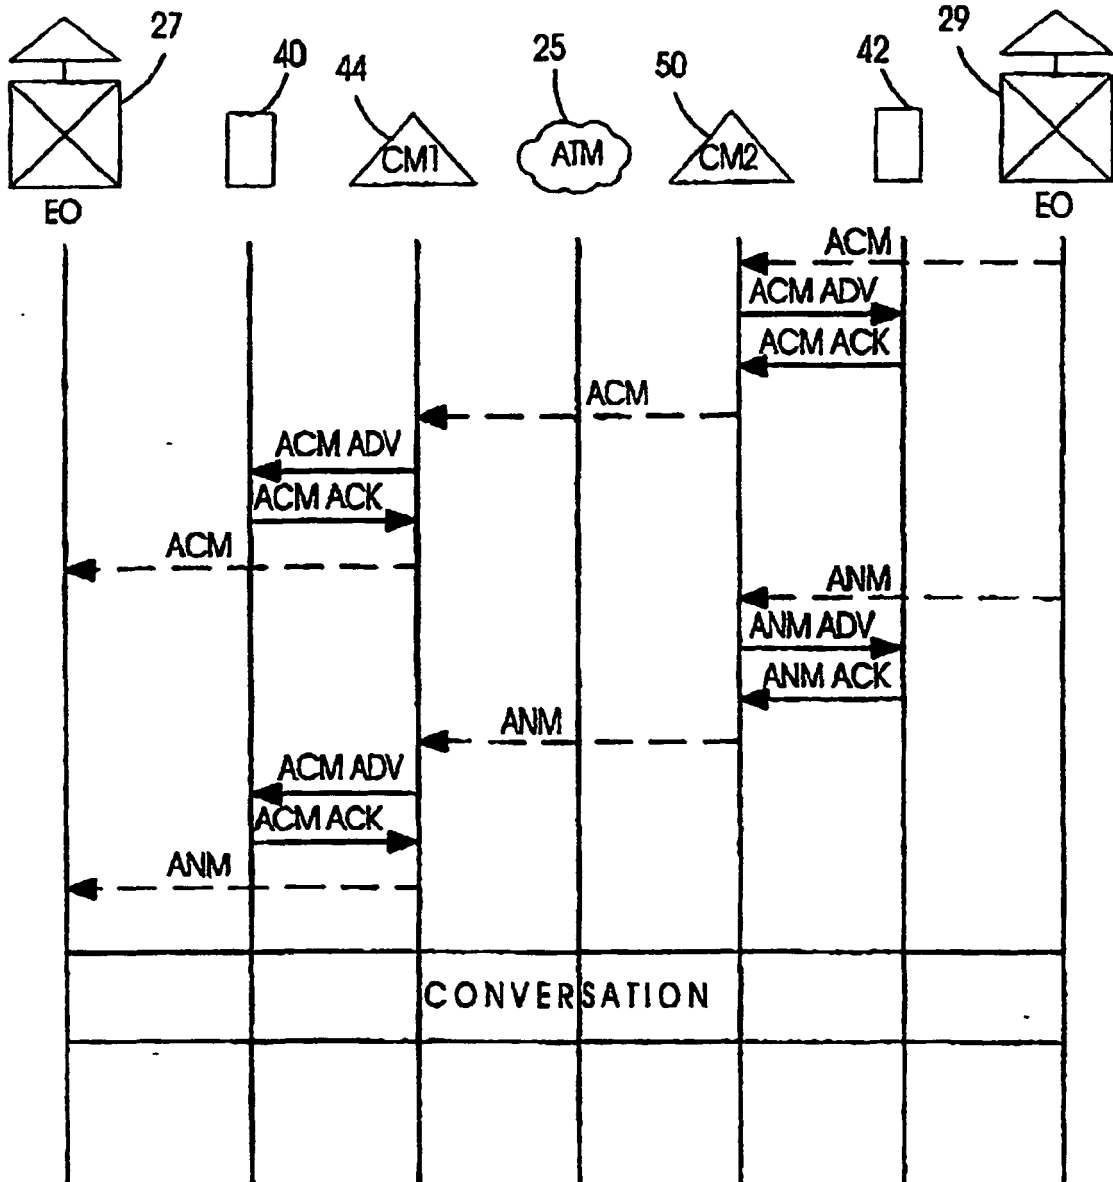 27
40
44
25
50
42
29
CM1
ATM
CM2
EO
EO
ACM
ACM ADV
ACM ACK
ACM
ACM ADV
ACM ACK
ACM
ANM
ANM ADV
ANM ACK
ANM
ACM ADV
ACM ACK
ANM
CONVERSATION